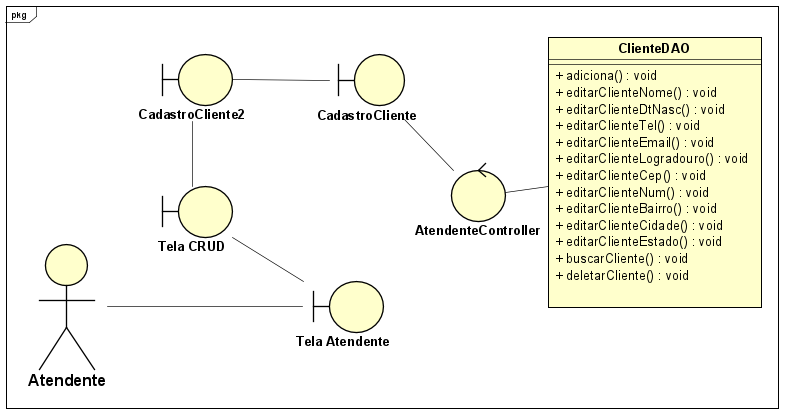 pkg
ClienteDAO
+ adiciona() : void
+ editarClienteNome() : void
+ editarClienteDtNasc() : void
+ editarClienteTel() : void
+ editarClienteEmail() : void
+ editarClienteLogradouro() : void
+ editarClienteCep() : void
+ editarClienteNum() : void
+ editarClienteBairro() : void
+ editarClienteCidade() : void
+ editarClienteEstado() : void
+ buscarCliente() : void
+ deletarCliente() : void
CadastroCliente2
CadastroCliente
AtendenteController
Tela CRUD
Tela Atendente
Atendente